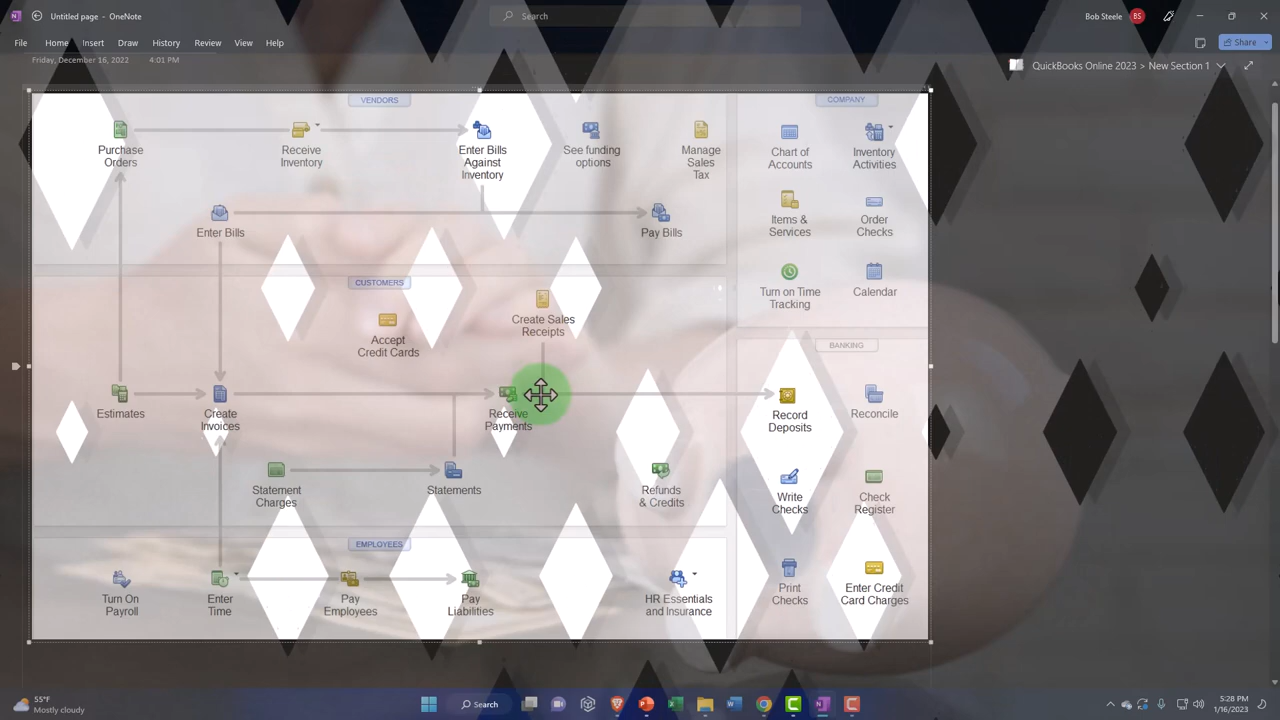 Untitled page - OneNote
Search
Bob Steele
BS
File Home Insert Draw History Review View Help
Share
Friday, December 16, 2022 4:01 PM
QuickBooks Online 2023 > New Section 1
VENDORS
Purchase
Orders
Receive
Inventory
Enter Bills
Against
Inventory
See funding
options
Manage
Sales
Tax
Enter Bills
Pay Bills
COMPANY
Chart of
Accounts
Inventory
Activities
Items &
Services
Order
Checks
Turn on Time
Tracking
Calendar
CUSTOMERS
Accept
Credit Cards
Create Sales
Receipts
Estimates
Create
Invoices
Receive
Payments
Statement
Charges
Statements
Refunds
& Credits
BANKING
Record
Deposits
Reconcile
Write
Checks
Check
Register
Print
Checks
Enter Credit
Card Charges
EMPLOYEES
Turn On
Payroll
Enter
Time
Pay
Employees
Pay
Liabilities
HR Essentials
and Insurance
55°F
Mostly cloudy
Search
5:28 PM
1/16/2023